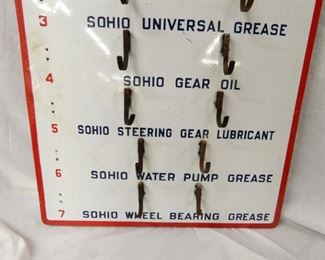 3 SOHIO UNIVERSAL GREASE
4 SOHIO GEAR OIL
5 SOHIO STEERING GEAR LUBRICANT
6 SOHIO WATER PUMP GREASE
7 SOHIO WHEEL BEARING GREASE